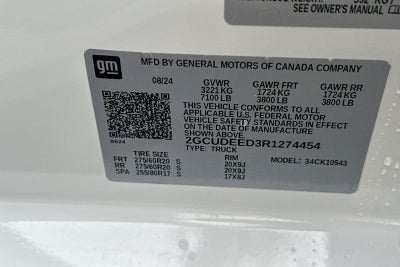 SEE OWNER'S MANUAL
gm
MFD BY GENERAL MOTORS OF CANADA COMPANY
08/24 GVWR GAWR FRT GAWR RR
3221 KG 1724 KG 1724 KG
7100 LB 3800 LB 3800 LB
THIS VEHICLE CONFORMS TO ALL
APPLICABLE U.S. FEDERAL MOTOR
VEHICLE SAFETY STANDARDS IN EFFECT
ON THE DATE OF MANUFACTURE
SHOWN ABOVE.
2GCUDEED3R1274454
TYPE: TRUCK
TIRE SIZE RIM MODEL: 34CK10543
FRT 275/60R20 S 20X9J
RR 275/60R20 S 20X9J
SPA 255/80R17 S 17X8J